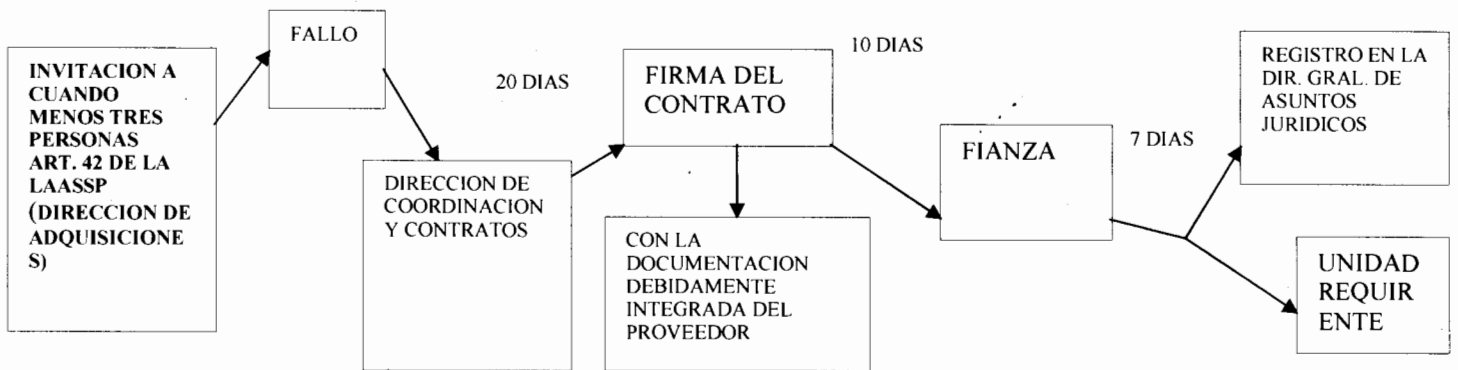 INVITACION A
CUANDO
MENOS TRES
PERSONAS
ART. 42 DE LA
LAASSP
(DIRECCION DE
ADQUISICIONE
S)
FALLO
DIRECCION DE
COORDINACION
Y CONTRATOS
20 DIAS
FIRMA DEL
CONTRATO
CON LA
DOCUMENTACION
DEBIDAMENTE
INTEGRADA DEL
PROVEEDOR
10 DIAS
FIANZA
7 DIAS
REGISTRO EN LA
DIR. GRAL. DE
ASUNTOS
JURIDICOS
UNIDAD
REQUIR
ENTE